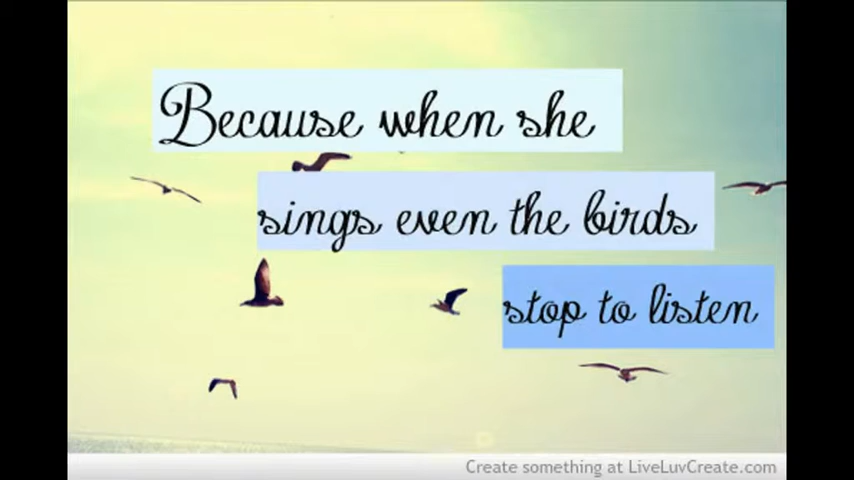 Because when she
sings even the birds
stop to listen
Create something at LiveLuvCreate.com